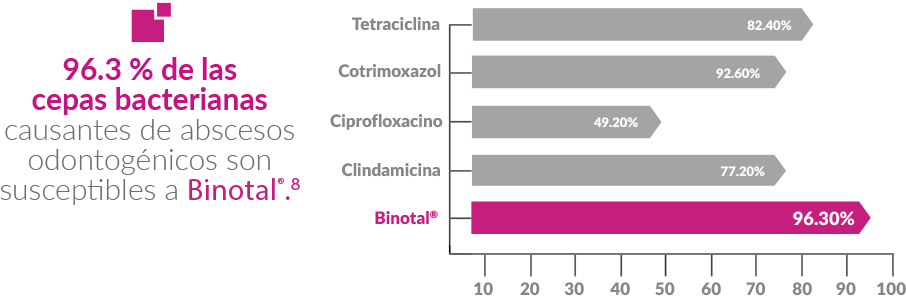 96.3 % de las
cepas bacterianas
causantes de abscesos
odontogénicos son
susceptibles a Binotal®.8
Tetraciclina 82.40%
Cotrimoxazol 92.60%
Ciprofloxacino 49.20%
Clindamicina 77.20%
Binotal® 96.30%
10 20 30 40 50 60 70 80 90 100